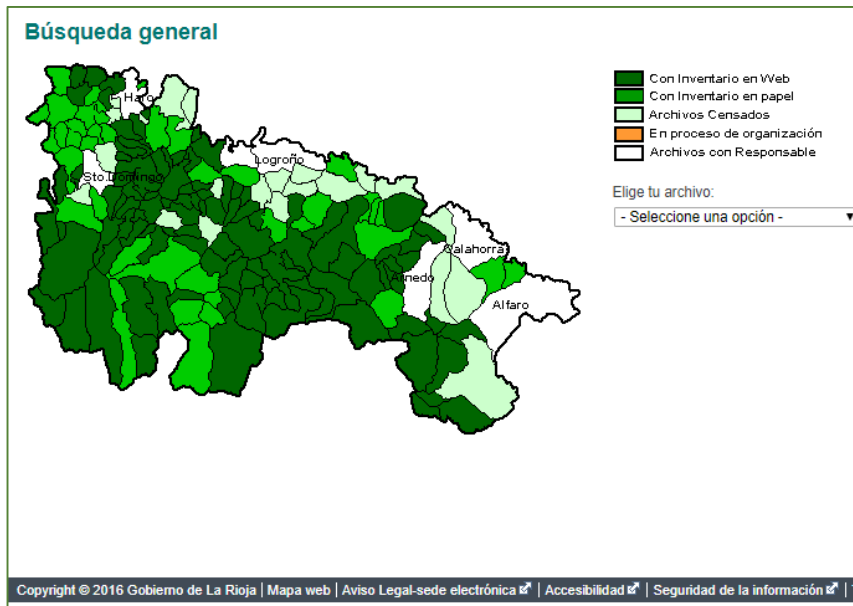 Búsqueda general
Haro
Logroño
Sto.Domingo
Calahorra
Arnedo
Alfaro
Con Inventario en Web
Con Inventario en papel
Archivos Censados
En proceso de organización
Archivos con Responsable
Elige tu archivo:
- Seleccione una opción -
Copyright © 2016 Gobierno de La Rioja | Mapa web | Aviso Legal-sede electrónica | Accesibilidad | Seguridad de la información |